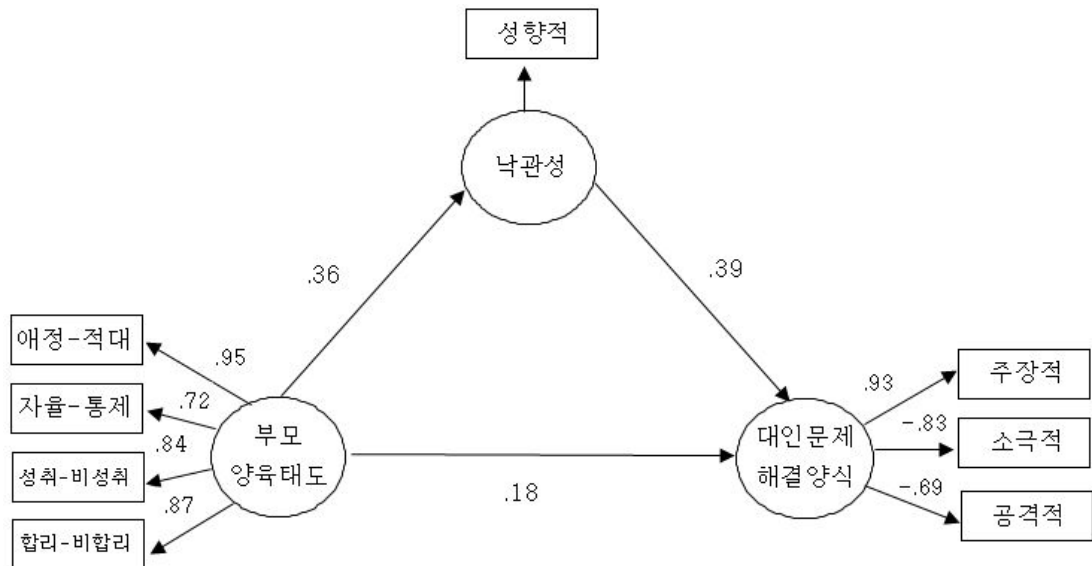 성향적
낙관성
.36
.39
애정-적대
.95
자율-통제
.72
성취-비성취
.84
합리-비합리
.87
부모
양육태도
.18
대인문제
해결양식
.93
주장적
-.83
소극적
-.69
공격적